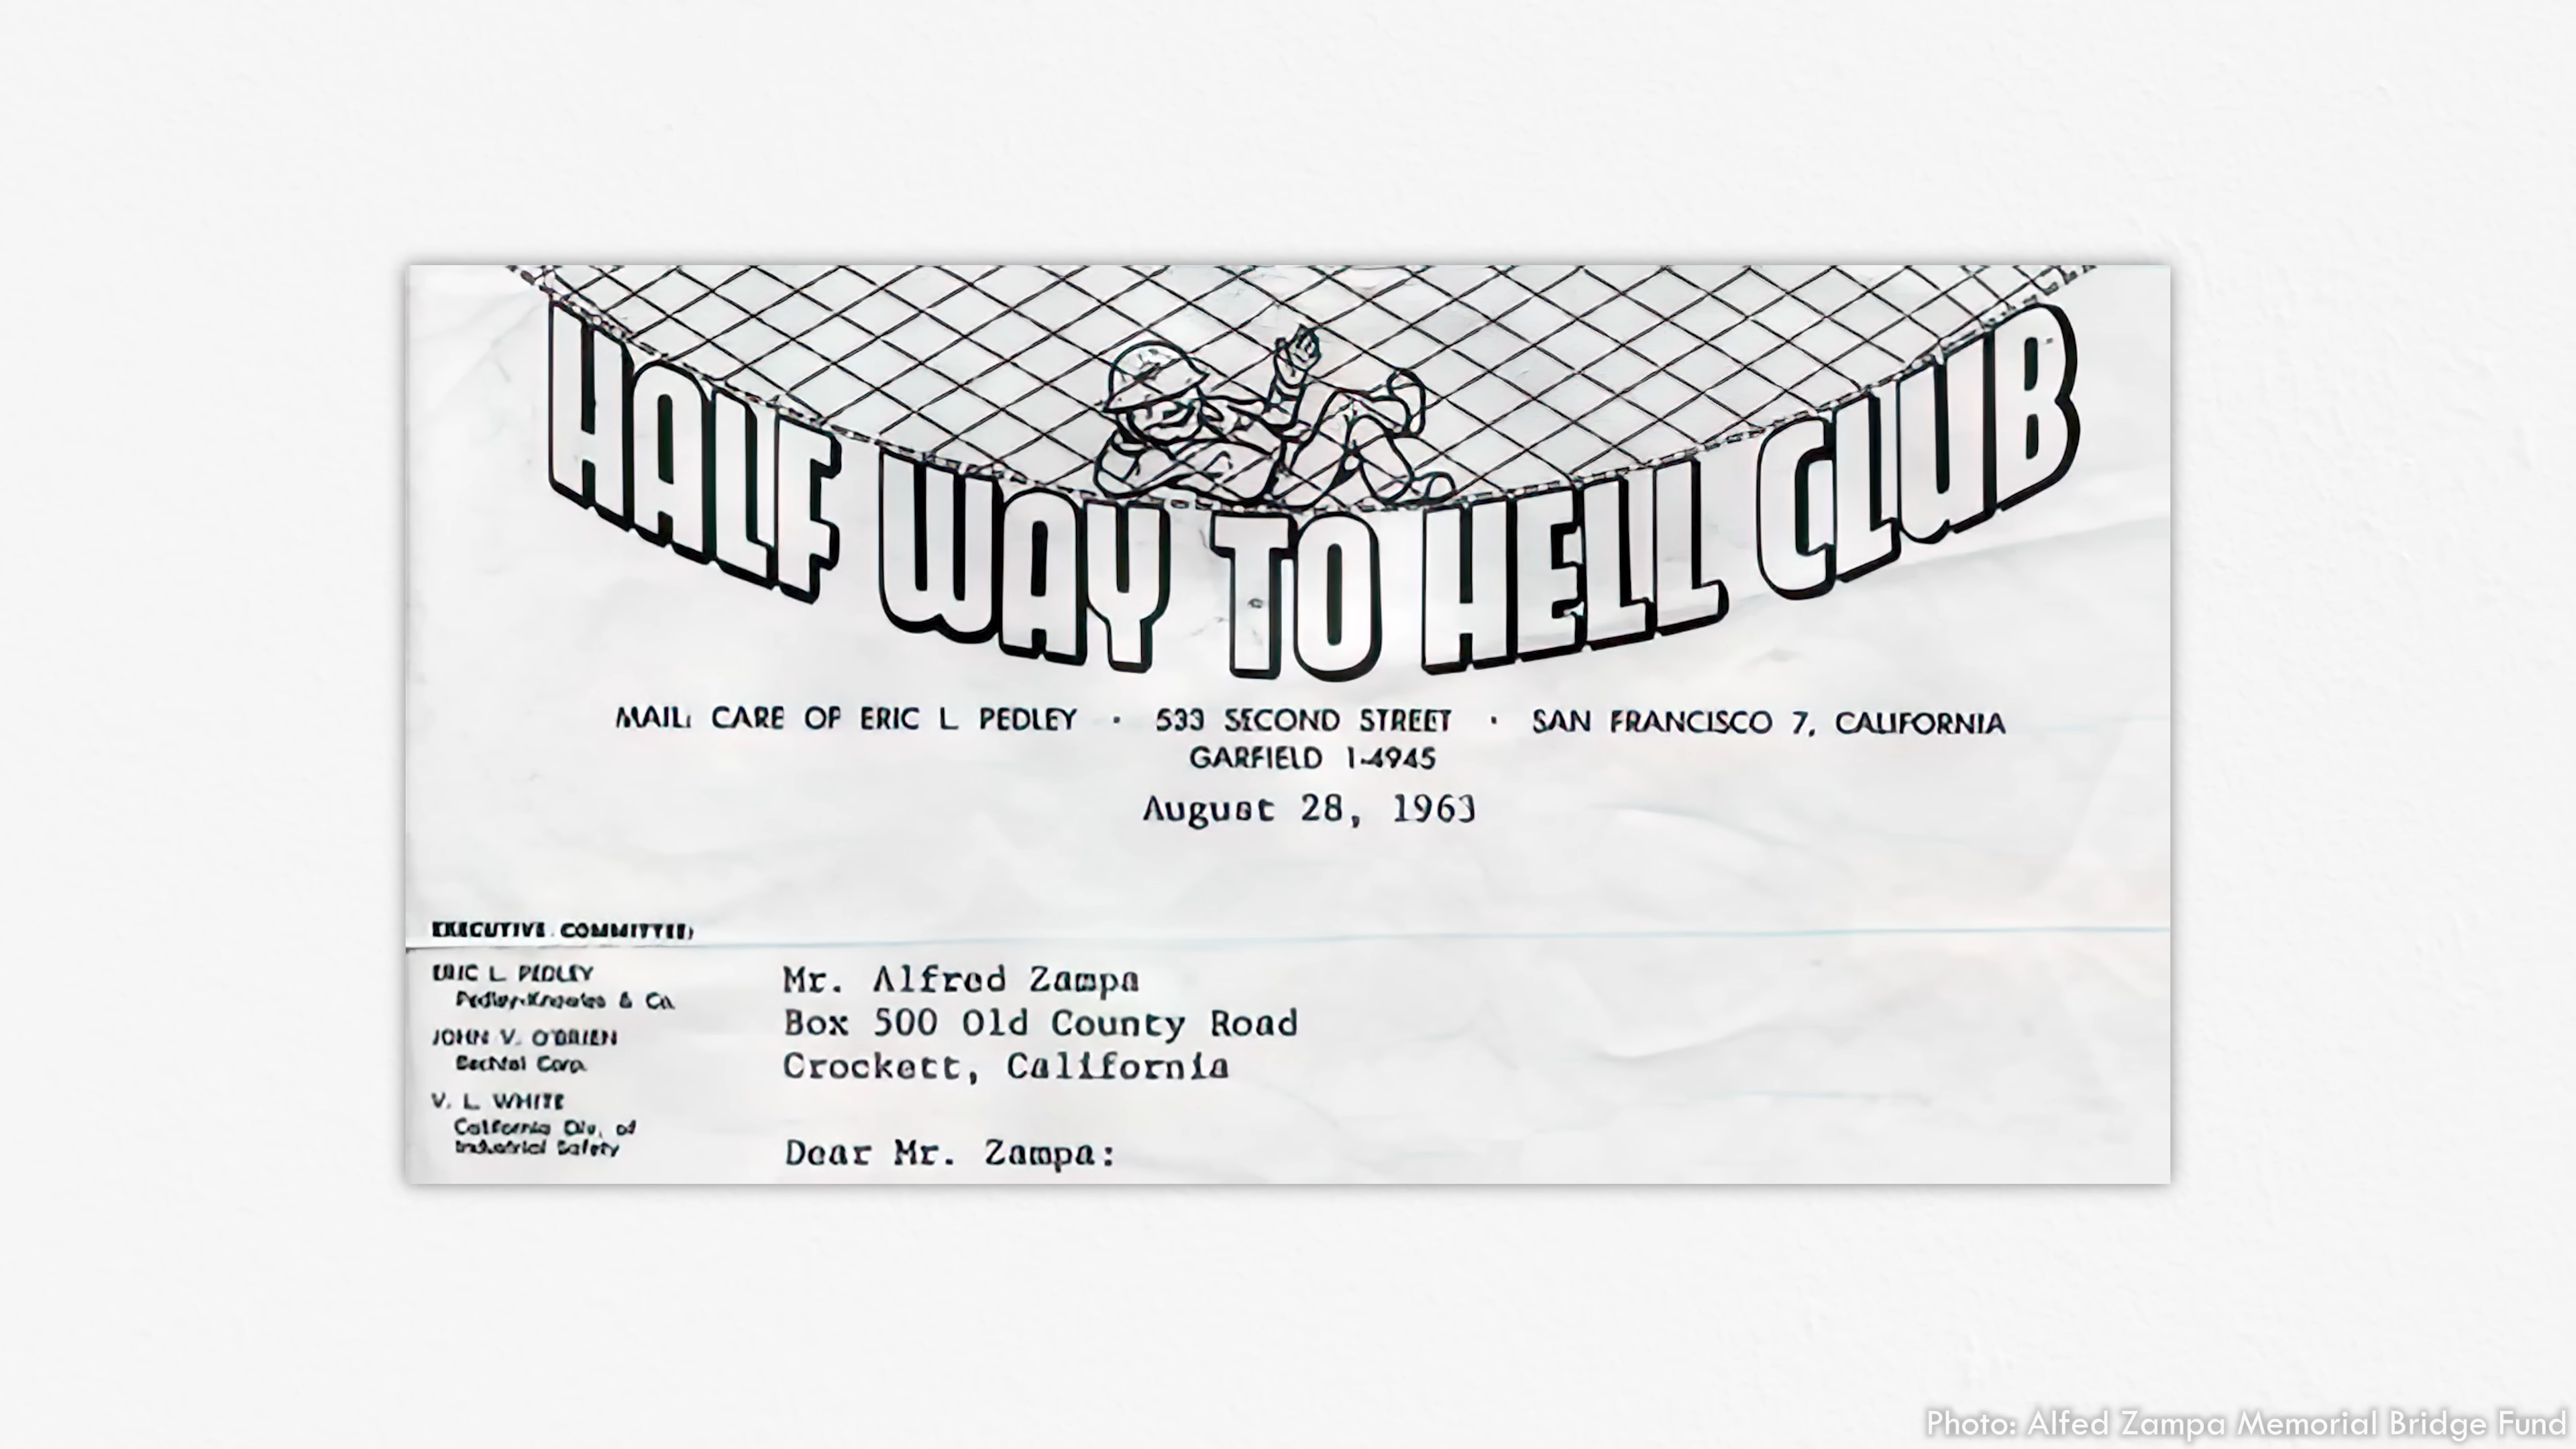 HALF WAY TO HELL CLUB
MAIL: CARE OF ERIC L. PEDLEY · 533 SECOND STREET · SAN FRANCISCO 7, CALIFORNIA
GARFIELD 1-4945
August 28, 1963
EXECUTIVE COMMITTEE:
ERIC L. PEDLEY
& Co.
JOHN V. O'BRIEN
Bechtel Corp.
V. L. WHITE
California Div. of
Industrial Safety
Mr. Alfred Zampa
Box 500 Old County Road
Crockett, California
Dear Mr. Zampa:
Photo: Alfed Zampa Memorial Bridge Fund